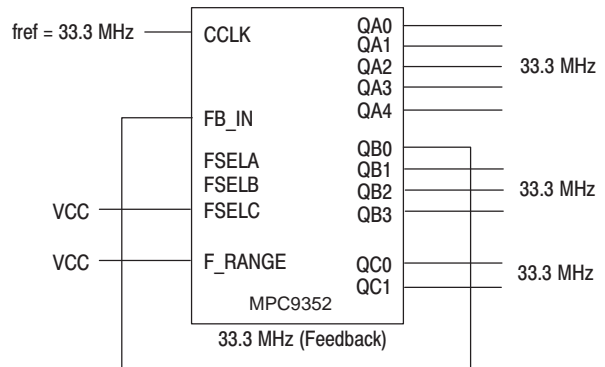 fref = 33.3 MHz
CCLK
FB_IN
FSELA
FSELB
VCC
FSELC
VCC
F_RANGE
MPC9352
QA0
QA1
QA2
QA3
QA4
33.3 MHz
QB0
QB1
QB2
QB3
33.3 MHz
QC0
QC1
33.3 MHz
33.3 MHz (Feedback)